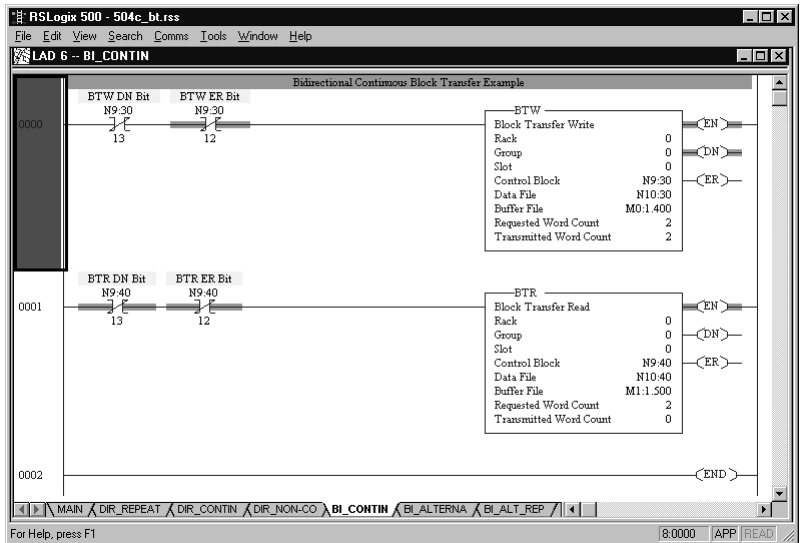 RSLogix 500 - 504c_bt.rss
File Edit View Search Comms Tools Window Help
LAD 6 -- BI_CONTIN
Bidirectional Continuous Block Transfer Example
BTW DN Bit BTW ER Bit
N9:30 N9:30
0000
13 12
BTW
Block Transfer Write
Rack 0
Group 0
Slot 0
Control Block N9:30
Data File N10:30
Buffer File M0:1.400
Requested Word Count 2
Transmitted Word Count 2
EN
DN
ER
BTR DN Bit BTR ER Bit
N9:40 N9:40
0001
13 12
BTR
Block Transfer Read
Rack 0
Group 0
Slot 0
Control Block N9:40
Data File N10:40
Buffer File M1:1.500
Requested Word Count 2
Transmitted Word Count 0
EN
DN
ER
0002
END
MAIN DIR_REPEAT DIR_CONTIN DIR_NON-CO BI_CONTIN BI_ALTERNA BI_ALT_REP
For Help, press F1 8:0000 APP READ